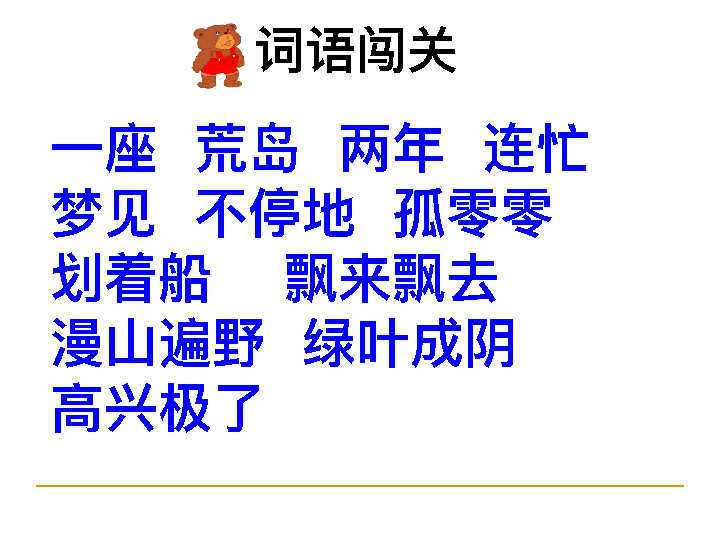 词语闯关
一座 荒岛 两年 连忙
梦见 不停地 孤零零
划着船 飘来飘去
漫山遍野 绿叶成阴
高兴极了